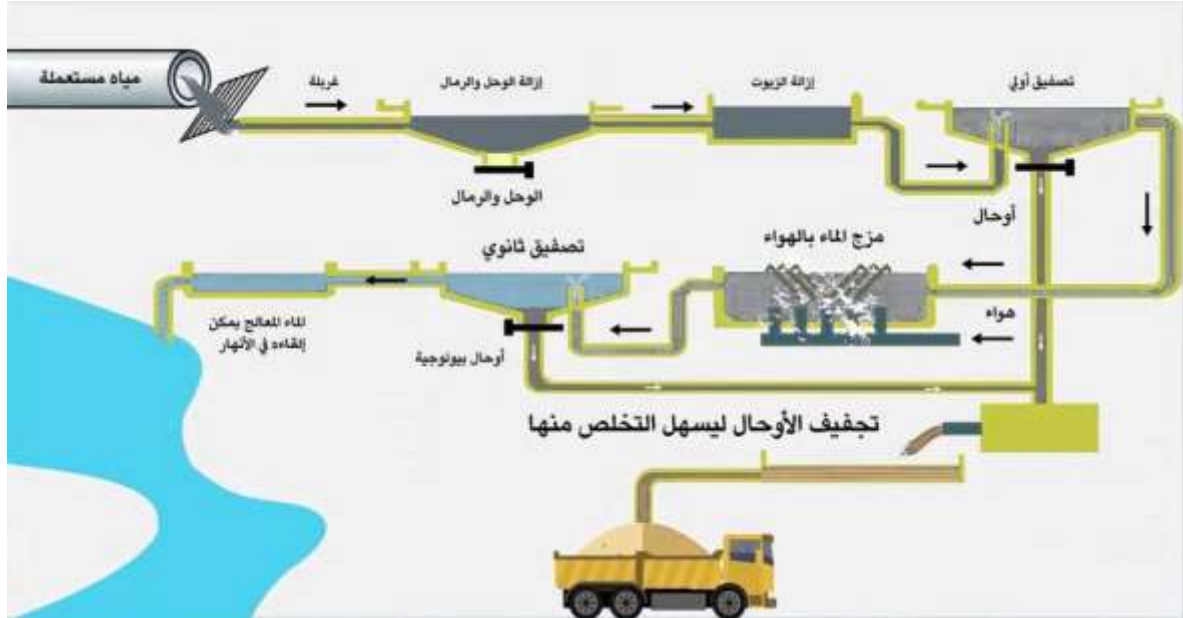 مياه مستعملة
غربلة
إزالة الوحل والرمال
إزالة الزيوت
تصفيق أولي
الوحل والرمال
أوحال
مزج الماء بالهواء
تصفيق ثانوي
هواء
الماء المعالج يمكن
إلقاءه في الأنهار
أوحال بيولوجية
تجفيف الأوحال ليسهل التخلص منها